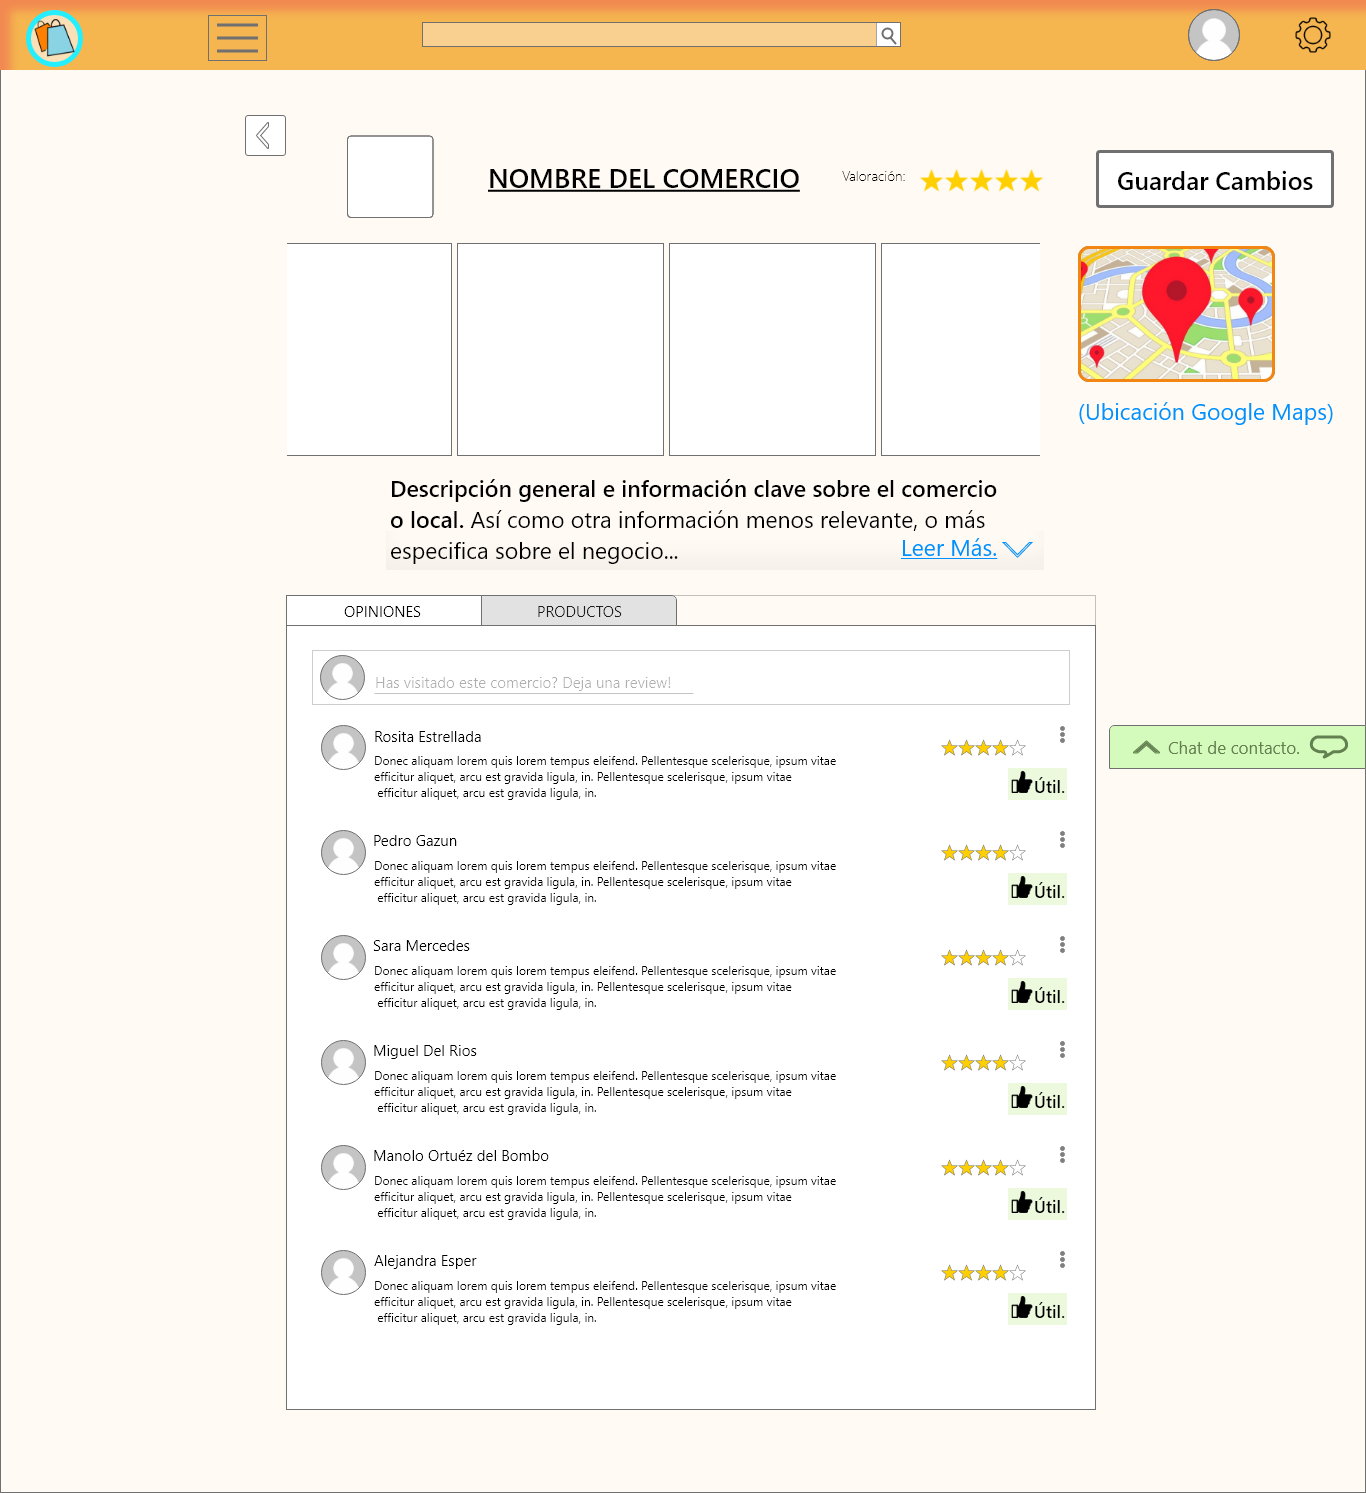 NOMBRE DEL COMERCIO
Valoración:
Guardar Cambios
(Ubicación Google Maps)
Descripción general e información clave sobre el comercio
o local. Así como otra información menos relevante, o más
especifica sobre el negocio...
Leer Más.
OPINIONES
PRODUCTOS
Has visitado este comercio? Deja una review!
Chat de contacto.
Rosita Estrellada
Donec aliquam lorem quis lorem tempus eleifend. Pellentesque scelerisque, ipsum vitae
efficitur aliquet, arcu est gravida ligula, in. Pellentesque scelerisque, ipsum vitae
efficitur aliquet, arcu est gravida ligula, in.
Útil.
Pedro Gazun
Donec aliquam lorem quis lorem tempus eleifend. Pellentesque scelerisque, ipsum vitae
efficitur aliquet, arcu est gravida ligula, in. Pellentesque scelerisque, ipsum vitae
efficitur aliquet, arcu est gravida ligula, in.
Útil.
Sara Mercedes
Donec aliquam lorem quis lorem tempus eleifend. Pellentesque scelerisque, ipsum vitae
efficitur aliquet, arcu est gravida ligula, in. Pellentesque scelerisque, ipsum vitae
efficitur aliquet, arcu est gravida ligula, in.
Útil.
Miguel Del Rios
Donec aliquam lorem quis lorem tempus eleifend. Pellentesque scelerisque, ipsum vitae
efficitur aliquet, arcu est gravida ligula, in. Pellentesque scelerisque, ipsum vitae
efficitur aliquet, arcu est gravida ligula, in.
Útil.
Manolo Ortuéz del Bombo
Donec aliquam lorem quis lorem tempus eleifend. Pellentesque scelerisque, ipsum vitae
efficitur aliquet, arcu est gravida ligula, in. Pellentesque scelerisque, ipsum vitae
efficitur aliquet, arcu est gravida ligula, in.
Útil.
Alejandra Esper
Donec aliquam lorem quis lorem tempus eleifend. Pellentesque scelerisque, ipsum vitae
efficitur aliquet, arcu est gravida ligula, in. Pellentesque scelerisque, ipsum vitae
efficitur aliquet, arcu est gravida ligula, in.
Útil.